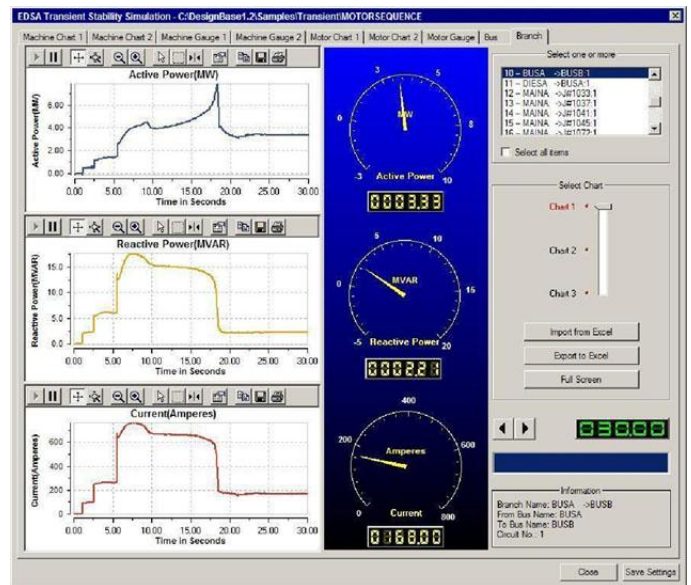 EDSA Transient Stability Simulation - C:\DesignBase1.2\Samples\Transient\MOTORSEQUENCE
Machine Chart 1 | Machine Chart 2 | Machine Gauge 1 | Machine Gauge 2 | Motor Chart 1 | Motor Chart 2 | Motor Gauge | Bus Branch
Active Power(MW)
Active Power(MW)
6.00
4.00
2.00
0.00
0.00 5.00 10.00 15.00 20.00 25.00 30.00
Time in Seconds
Reactive Power(MVAR)
Reactive Power(MVAR)
15.0
10.0
5.0
0.0
0.00 5.00 10.00 15.00 20.00 25.00 30.00
Time in Seconds
Current(Amperes)
Current(Amperes)
600
400
200
0
0.00 5.00 10.00 15.00 20.00 25.00 30.00
Time in Seconds
3 5
0 8
MW
-3 10
Active Power
0003.33
5 10
0 15
MVAR
-5 20
Reactive Power
0002.21
400
200 600
Amperes
0 800
Current
0168.00
Select one or more
10 - BUSA ->BUSB:1
11 - DIESA ->BUSA:1
12 - MAINA ->J#1033:1
13 - MAINA ->J#1037:1
14 - MAINA ->J#1041:1
15 - MAINA ->J#1045:1
16 - MAINA ->J#1072:1
Select all items
Select Chart
Chart 1
Chart 2
Chart 3
Import from Excel
Export to Excel
Full Screen
030.00
Information
Branch Name: BUSA ->BUSB
From Bus Name: BUSA
To Bus Name: BUSB
Circuit No.: 1
Close Save Settings